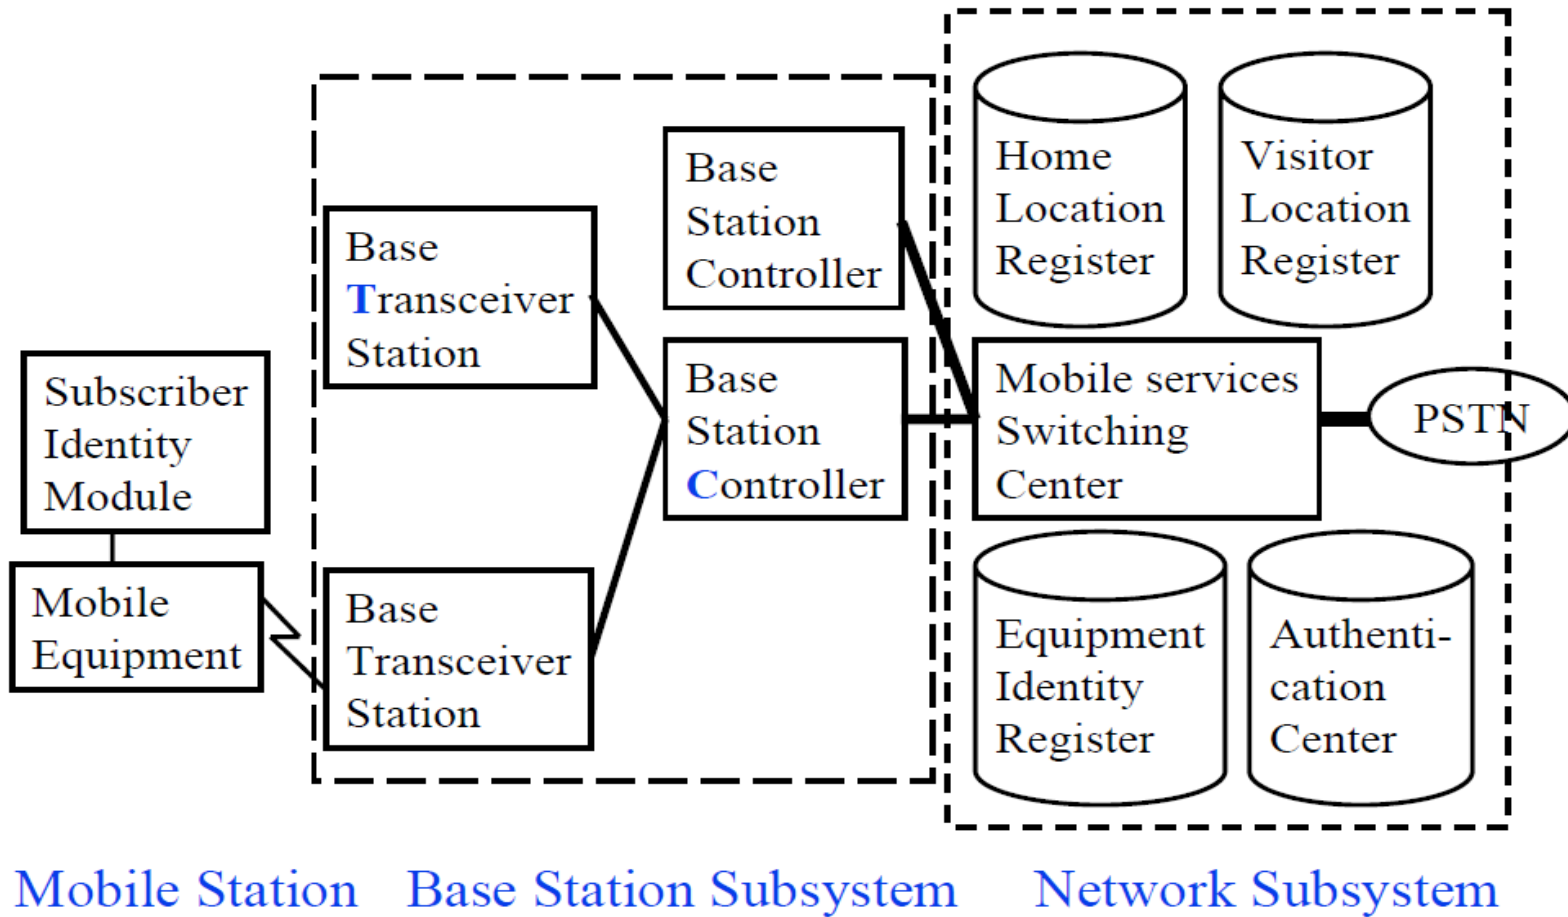 Subscriber
Identity
Module
Mobile
Equipment
Base
Transceiver
Station
Base
Transceiver
Station
Base
Station
Controller
Base
Station
Controller
Home
Location
Register
Visitor
Location
Register
Mobile services
Switching
Center
PSTN
Equipment
Identity
Register
Authenti-
cation
Center
Mobile Station
Base Station Subsystem
Network Subsystem